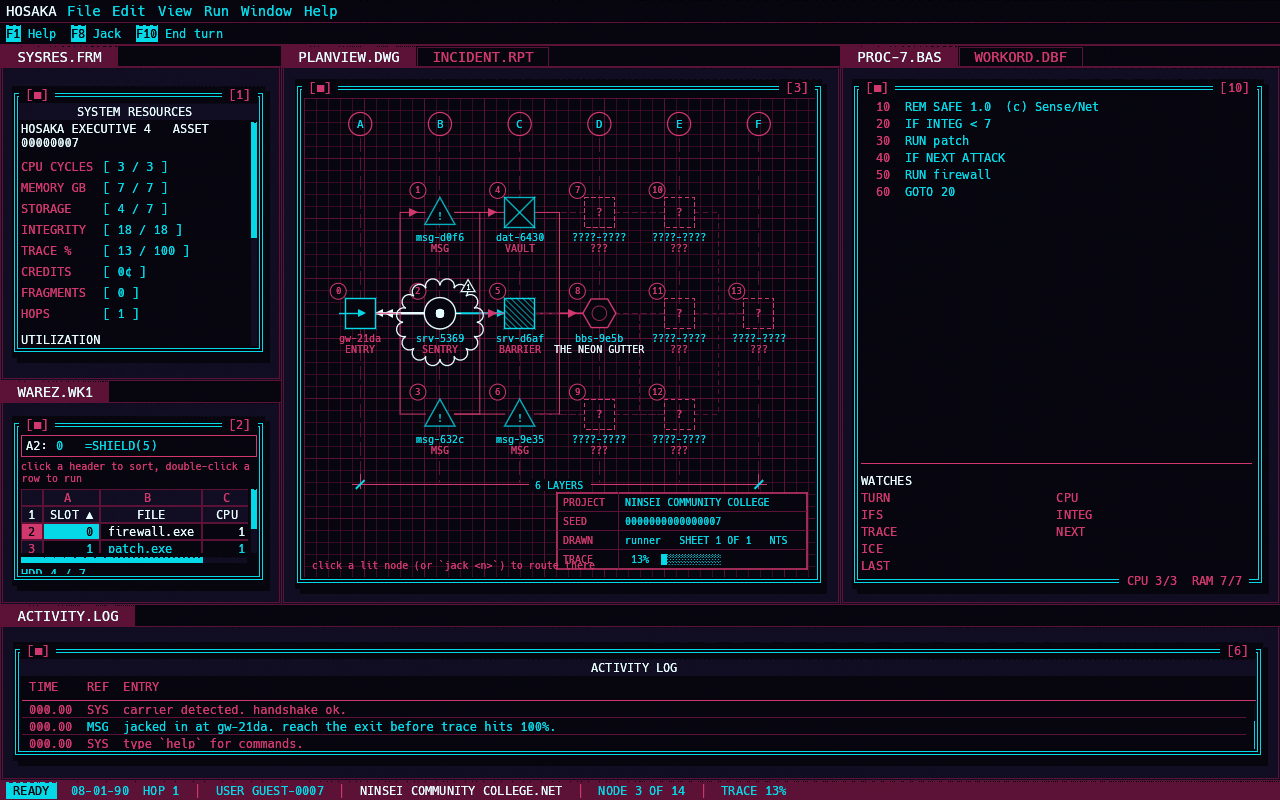 HOSAKA File Edit View Run Window Help
F1 Help F8 Jack F10 End turn
SYSRES.FRM
[■] [1]
SYSTEM RESOURCES
HOSAKA EXECUTIVE 4 ASSET
00000007
CPU CYCLES [ 3 / 3 ]
MEMORY GB [ 7 / 7 ]
STORAGE [ 4 / 7 ]
INTEGRITY [ 18 / 18 ]
TRACE % [ 13 / 100 ]
CREDITS [ 0¢ ]
FRAGMENTS [ 0 ]
HOPS [ 1 ]
UTILIZATION
WAREZ.WK1
[■] [2]
A2: 0 =SHIELD(5)
click a header to sort, double-click a
row to run
A B C
1 SLOT ▲ FILE CPU
2 0 firewall.exe 1
3 1 patch.exe 1
HDD 4 / 7
PLANVIEW.DWG INCIDENT.RPT
[■] [3]
A B C D E F
1 4 7 10
! ? ?
msg-d0f6 dat-6430 ????-???? ????-????
MSG VAULT ??? ???
0 2 ! 5 8 11 13
? ?
gw-21da srv-5369 srv-d6af bbs-9e5b ????-???? ????-????
ENTRY SENTRY BARRIER THE NEON GUTTER ??? ???
3 6 9 12
! ! ? ?
msg-632c msg-9e35 ????-???? ????-????
MSG MSG ??? ???
6 LAYERS
PROJECT NINSEI COMMUNITY COLLEGE
SEED 0000000000000007
DRAWN runner SHEET 1 OF 1 NTS
TRACE 13%
click a lit node (or `jack <n>`) to route there
PROC-7.BAS WORKORD.DBF
[■] [10]
10 REM SAFE 1.0 (c) Sense/Net
20 IF INTEG < 7
30 RUN patch
40 IF NEXT ATTACK
50 RUN firewall
60 GOTO 20
WATCHES
TURN CPU
IFS INTEG
TRACE NEXT
ICE
LAST
CPU 3/3 RAM 7/7
ACTIVITY.LOG
[■] [6]
ACTIVITY LOG
TIME REF ENTRY
000.00 SYS carrier detected. handshake ok.
000.00 MSG jacked in at gw-21da. reach the exit before trace hits 100%.
000.00 SYS type `help` for commands.
READY 08-01-90 HOP 1 | USER GUEST-0007 | NINSEI COMMUNITY COLLEGE.NET | NODE 3 OF 14 | TRACE 13%